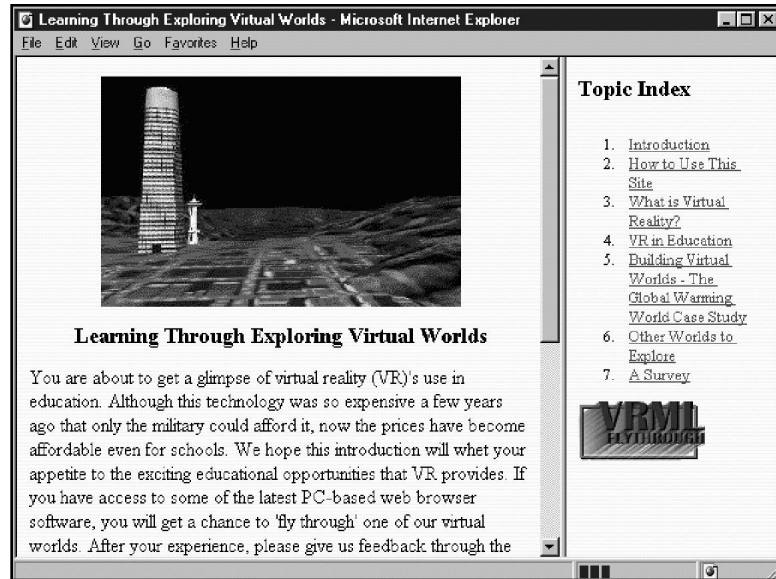 Learning Through Exploring Virtual Worlds - Microsoft Internet Explorer
File Edit View Go Favorites Help
Learning Through Exploring Virtual Worlds
You are about to get a glimpse of virtual reality (VR)'s use in
education. Although this technology was so expensive a few years
ago that only the military could afford it, now the prices have become
affordable even for schools. We hope this introduction will whet your
appetite to the exciting educational opportunities that VR provides. If
you have access to some of the latest PC-based web browser
software, you will get a chance to 'fly through' one of our virtual
worlds. After your experience, please give us feedback through the
Topic Index
1. Introduction
2. How to Use This
Site
3. What is Virtual
Reality?
4. VR in Education
5. Building Virtual
Worlds - The
Global Warming
World Case Study
6. Other Worlds to
Explore
7. A Survey
VRML
FLYTHROUGH